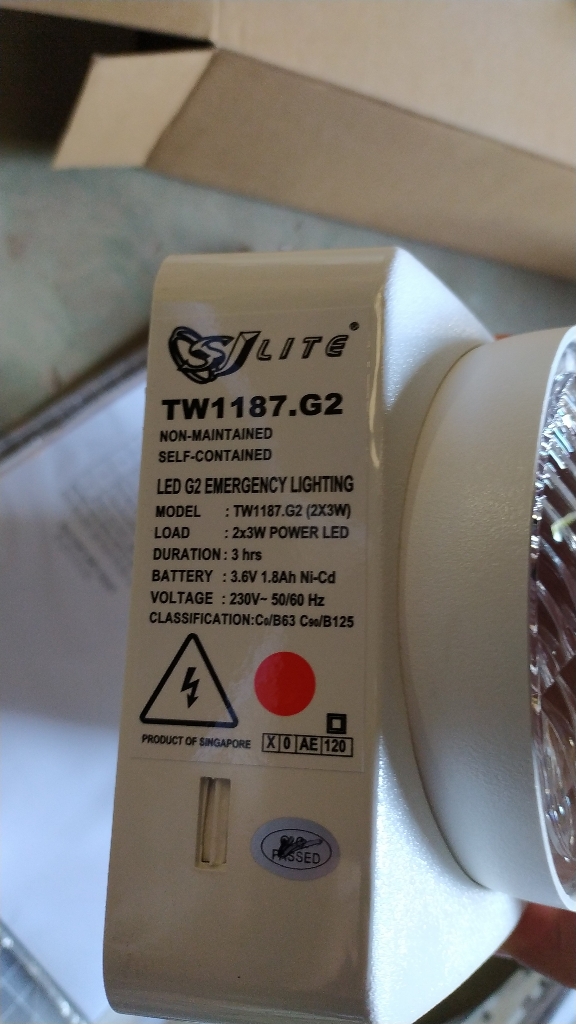 SJ LITE®
TW1187.G2
NON-MAINTAINED
SELF-CONTAINED
LED G2 EMERGENCY LIGHTING
MODEL : TW1187.G2 (2X3W)
LOAD : 2x3W POWER LED
DURATION : 3 hrs
BATTERY : 3.6V 1.8Ah Ni-Cd
VOLTAGE : 230V~ 50/60 Hz
CLASSIFICATION:C₀/B63 C₉₀/B125
PRODUCT OF SINGAPORE X 0 AE 120
PASSED